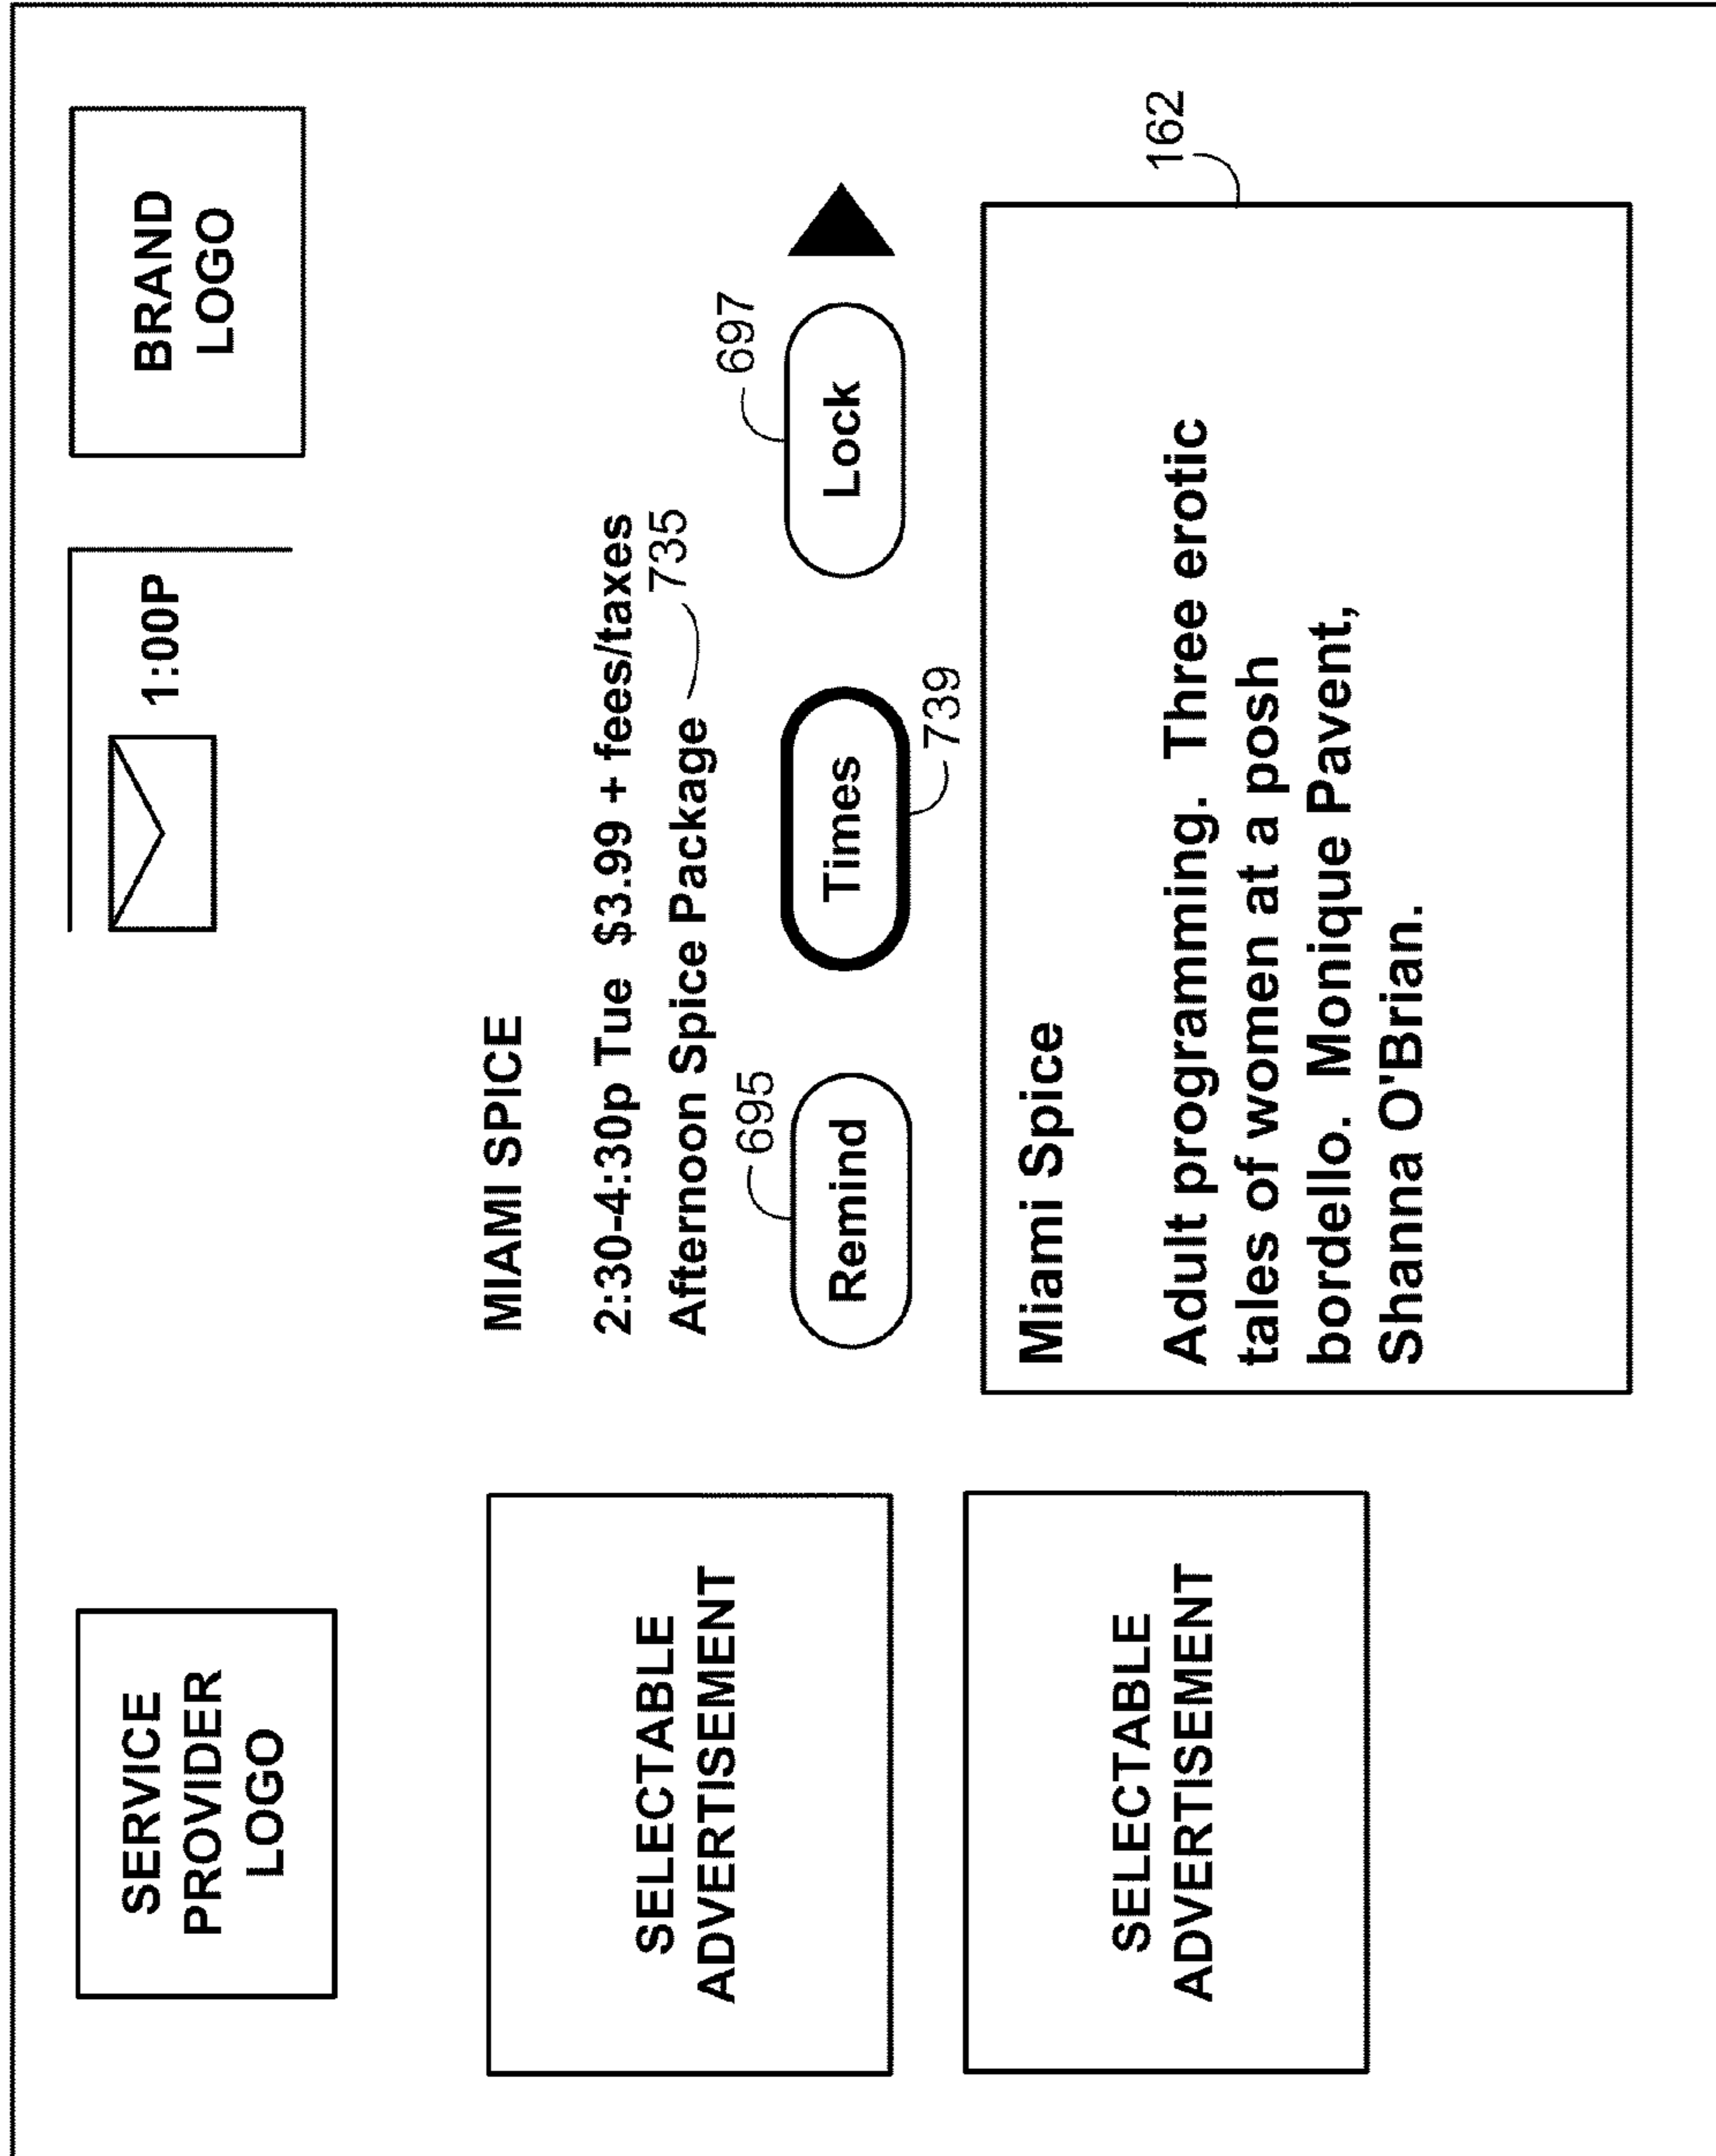 SERVICE
PROVIDER
LOGO
1:00P
BRAND
LOGO
SELECTABLE
ADVERTISEMENT
SELECTABLE
ADVERTISEMENT
MIAMI SPICE
2:30-4:30p Tue $3.99 + fees/taxes
Afternoon Spice Package 735
695
697
Remind
Times
Lock
739
162
Miami Spice
Adult programming. Three erotic
tales of women at a posh
bordello. Monique Pavent,
Shanna O'Brian.